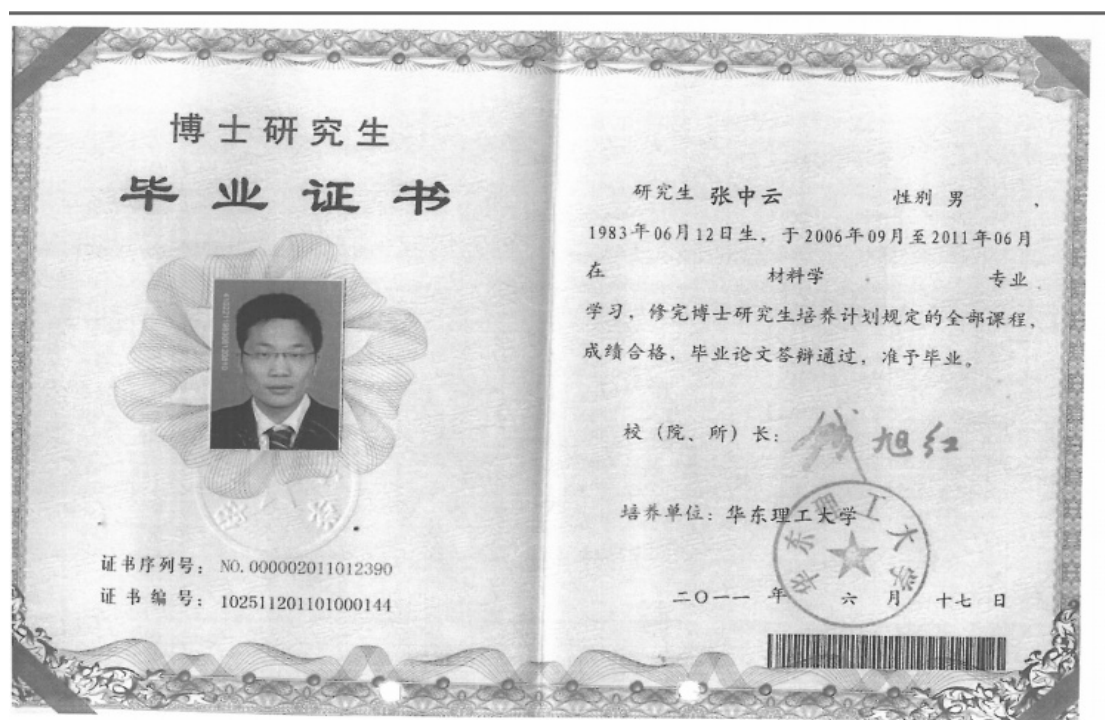 博士研究生
毕业证书
证书序列号：NO.000002011012390
证书编号：102511201101000144
研究生 张中云 性别 男，
1983年06月12日生，于2006年09月至2011年06月
在 材料学 专业
学习，修完博士研究生培养计划规定的全部课程，
成绩合格，毕业论文答辩通过，准予毕业。
校（院、所）长：钱旭红
培养单位：华东理工大学
华东理工大学
二〇一一年 六月 十七日